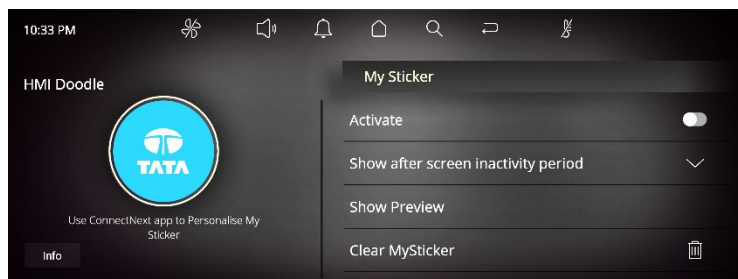 10:33 PM
HMI Doodle
TATA
Use ConnectNext app to Personalise My
Sticker
Info
My Sticker
Activate
Show after screen inactivity period
Show Preview
Clear MySticker